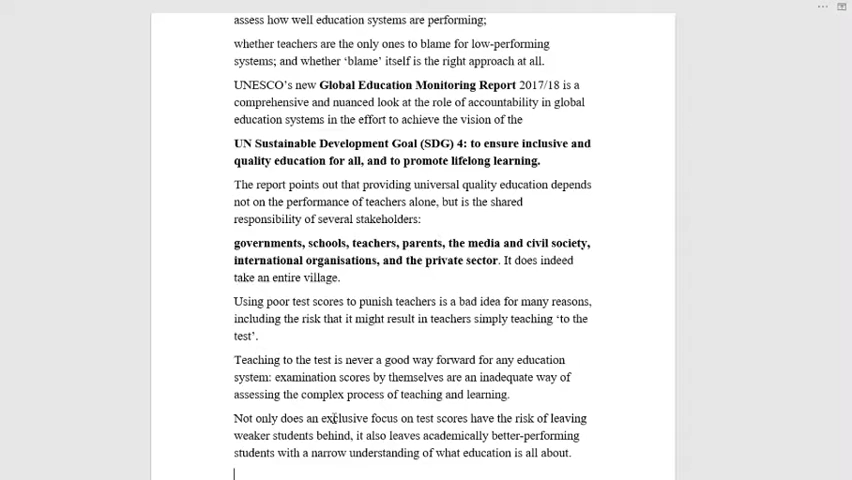 assess how well education systems are performing;
whether teachers are the only ones to blame for low-performing
systems; and whether ‘blame’ itself is the right approach at all.
UNESCO’s new Global Education Monitoring Report 2017/18 is a
comprehensive and nuanced look at the role of accountability in global
education systems in the effort to achieve the vision of the
UN Sustainable Development Goal (SDG) 4: to ensure inclusive and
quality education for all, and to promote lifelong learning.
The report points out that providing universal quality education depends
not on the performance of teachers alone, but is the shared
responsibility of several stakeholders:
governments, schools, teachers, parents, the media and civil society,
international organisations, and the private sector. It does indeed
take an entire village.
Using poor test scores to punish teachers is a bad idea for many reasons,
including the risk that it might result in teachers simply teaching ‘to the
test’.
Teaching to the test is never a good way forward for any education
system: examination scores by themselves are an inadequate way of
assessing the complex process of teaching and learning.
Not only does an exclusive focus on test scores have the risk of leaving
weaker students behind, it also leaves academically better-performing
students with a narrow understanding of what education is all about.